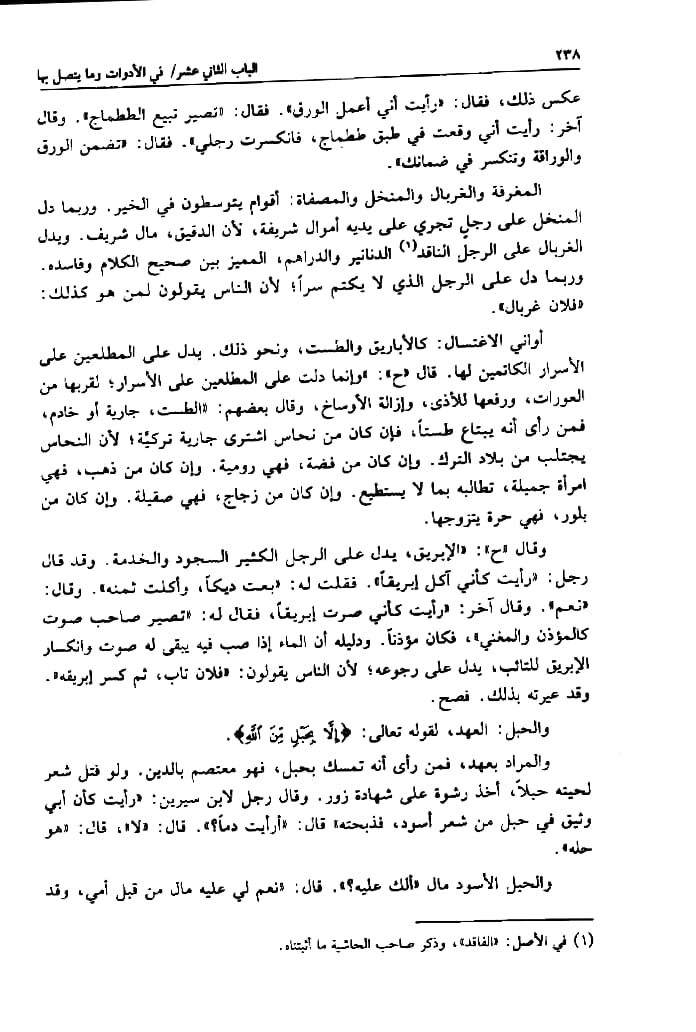 ٢٣٨
الباب الثاني عشر/ في الأدوات وما يتصل بها
عكس ذلك، فقال: «رأيت أني أعمل الورق». فقال: «تصير تبيع الططماج». وقال
آخر: رأيت أني وقعت في طبق ططماج، فانكسرت رجلي». فقال: «تضمن الورق
والوراقة وتنكسر في ضمانك».
المغرفة والغربال والمنخل والمصفاة: أقوام يتوسطون في الخير. وربما دل
المنخل على رجلٍ تجري على يديه أموال شريفة، لأن الدقيق، مال شريف. ويدل
الغربال على الرجل الناقد(١) الدنانير والدراهم، المميز بين صحيح الكلام وفاسده.
وربما دل على الرجل الذي لا يكتم سراً؛ لأن الناس يقولون لمن هو كذلك:
«فلان غربال».
أواني الاغتسال: كالأباريق والطست، ونحو ذلك. يدل على المطلعين على
الأسرار الكاتمين لها. قال «ح»: «وإنما دلت على المطلعين على الأسرار؛ لقربها من
العورات، ورفعها للأذى، وإزالة الأوساخ، وقال بعضهم: «الطست، جارية أو خادم،
فمن رأى أنه يبتاع طستاً، فإن كان من نحاس اشترى جارية تركيَّة؛ لأن النحاس
يجتلب من بلاد الترك. وإن كان من فضة، فهي رومية. وإن كان من ذهب، فهي
امرأة جميلة، تطالبه بما لا يستطيع. وإن كان من زجاج، فهي صقيلة. وإن كان من
بلور، فهي حرة يتزوجها.
وقال «ح»: «الإبريق، يدل على الرجل الكثير السجود والخدمة. وقد قال
رجل: «رأيت كأني آكل إبريقاً». فقلت له: «بعت ديكاً، وأكلت ثمنه». وقال:
«نعم». وقال آخر: «رأيت كأني صرت إبريقاً، فقال له: «تصير صاحب صوت
كالمؤذن والمغني»، فكان مؤذناً. ودليله أن الماء إذا صب فيه يبقى له صوت وانكسار
الإبريق للتائب، يدل على رجوعه؛ لأن الناس يقولون: «فلان تاب، ثم كسر إبريقه».
وقد عبرته بذلك. فصح.
والحبل: العهد، لقوله تعالى: ﴿إِلَّا بِحَبْلٍ مِّنَ ٱللَّهِ﴾.
والمراد بعهد، فمن رأى أنه تمسك بحبل، فهو معتصم بالدين. ولو فتل شعر
لحيته حبلاً، أخذ رشوة على شهادة زور. وقال رجل لابن سيرين: «رأيت كأن أبي
وثيق في حبل من شعر أسود، فذبحته» قال: «أرأيت دماً؟». قال: «لا»، قال: «هو
حله».
والحبل الأسود مال «ألك عليه؟». قال: «نعم لي عليه مال من قبل أمي، وقد
(١) في الأصل: «الفاقد»، وذكر صاحب الحاشية ما أثبتناه.